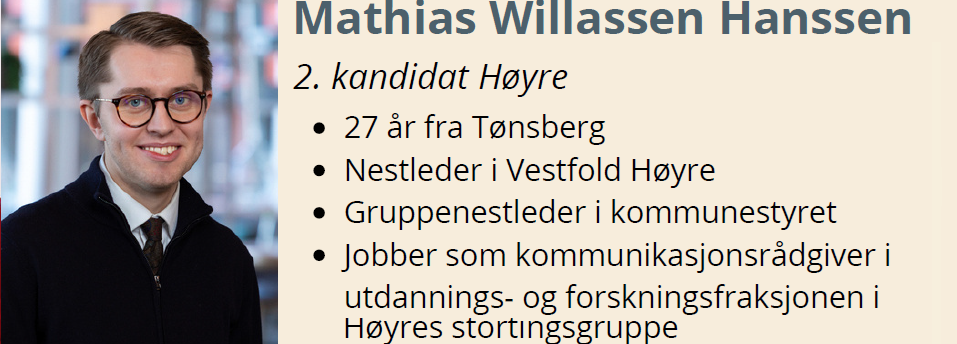 Mathias Willassen Hanssen
2. kandidat Høyre
• 27 år fra Tønsberg
• Nestleder i Vestfold Høyre
• Gruppenestleder i kommunestyret
• Jobber som kommunikasjonsrådgiver i
utdannings- og forskningsfraksjonen i
Høyres stortingsgruppe